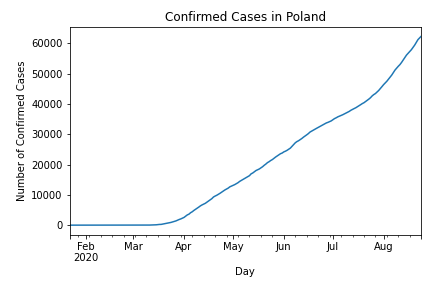 Confirmed Cases in Poland
Number of Confirmed Cases
60000
50000
40000
30000
20000
10000
0
Feb Mar Apr May Jun Jul Aug
2020
Day